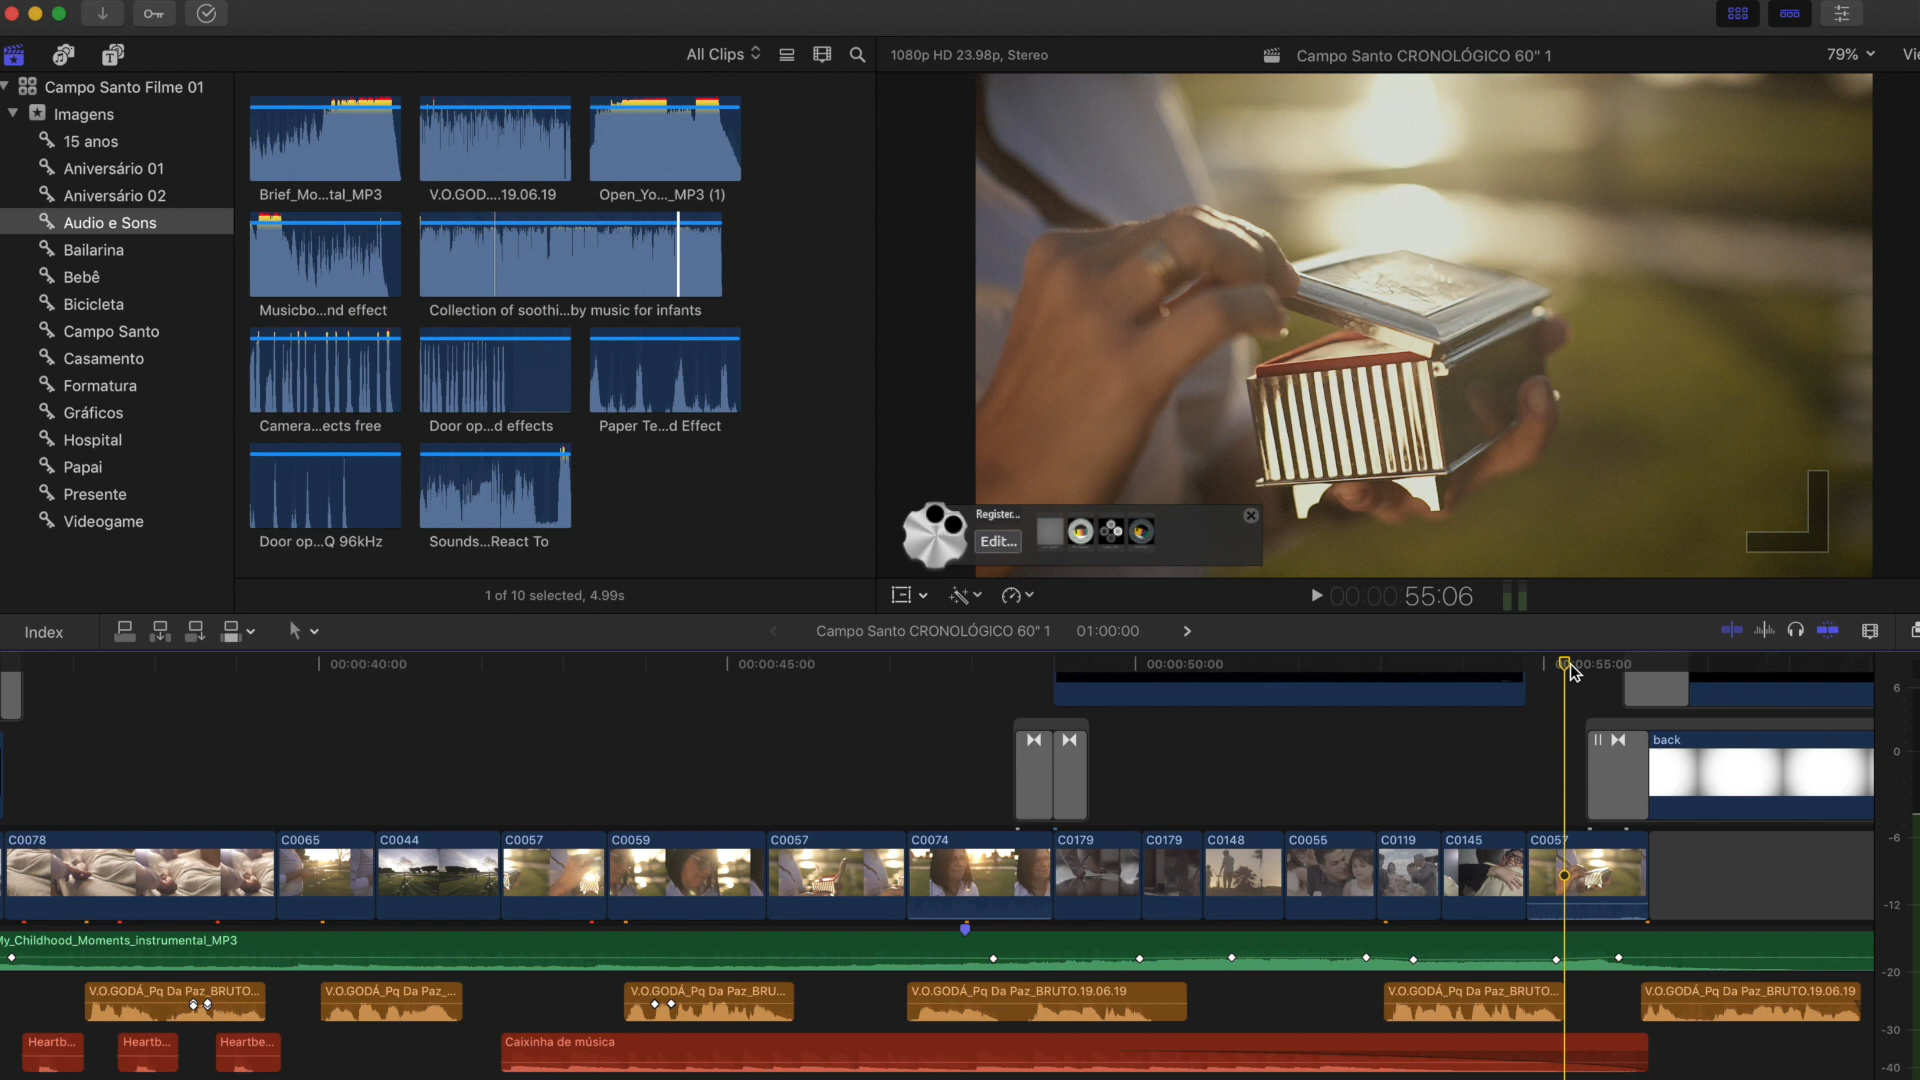 All Clips
1080p HD 23.98p, Stereo
Campo Santo CRONOLÓGICO 60" 1
79%
Vie
Campo Santo Filme 01
Imagens
15 anos
Aniversário 01
Aniversário 02
Audio e Sons
Bailarina
Bebê
Bicicleta
Campo Santo
Casamento
Formatura
Gráficos
Hospital
Papai
Presente
Videogame
Brief_Mo...tal_MP3
V.O.GOD....19.06.19
Open_Yo..._MP3 (1)
Musicbo...nd effect
Collection of soothi...by music for infants
Camera...ects free
Door op...d effects
Paper Te...d Effect
Door op...Q 96kHz
Sounds...React To
1 of 10 selected, 4.99s
Register...
Edit...
00:00:55:06
Index
Campo Santo CRONOLÓGICO 60" 1
01:00:00
00:00:40:00
00:00:45:00
00:00:50:00
00:00:55:00
6
0
-6
-12
-20
-30
-40
back
C0078
C0065
C0044
C0057
C0059
C0057
C0074
C0179
C0179
C0148
C0055
C0119
C0145
C0057
My_Childhood_Moments_instrumental_MP3
V.O.GODÁ_Pq Da Paz_BRUTO...
V.O.GODÁ_Pq Da Paz_...
V.O.GODÁ_Pq Da Paz_BRU...
V.O.GODÁ_Pq Da Paz_BRUTO.19.06.19
V.O.GODÁ_Pq Da Paz_BRUTO...
V.O.GODÁ_Pq Da Paz_BRUTO.19.06.19
Heartb...
Heartb...
Heartbe...
Caixinha de música